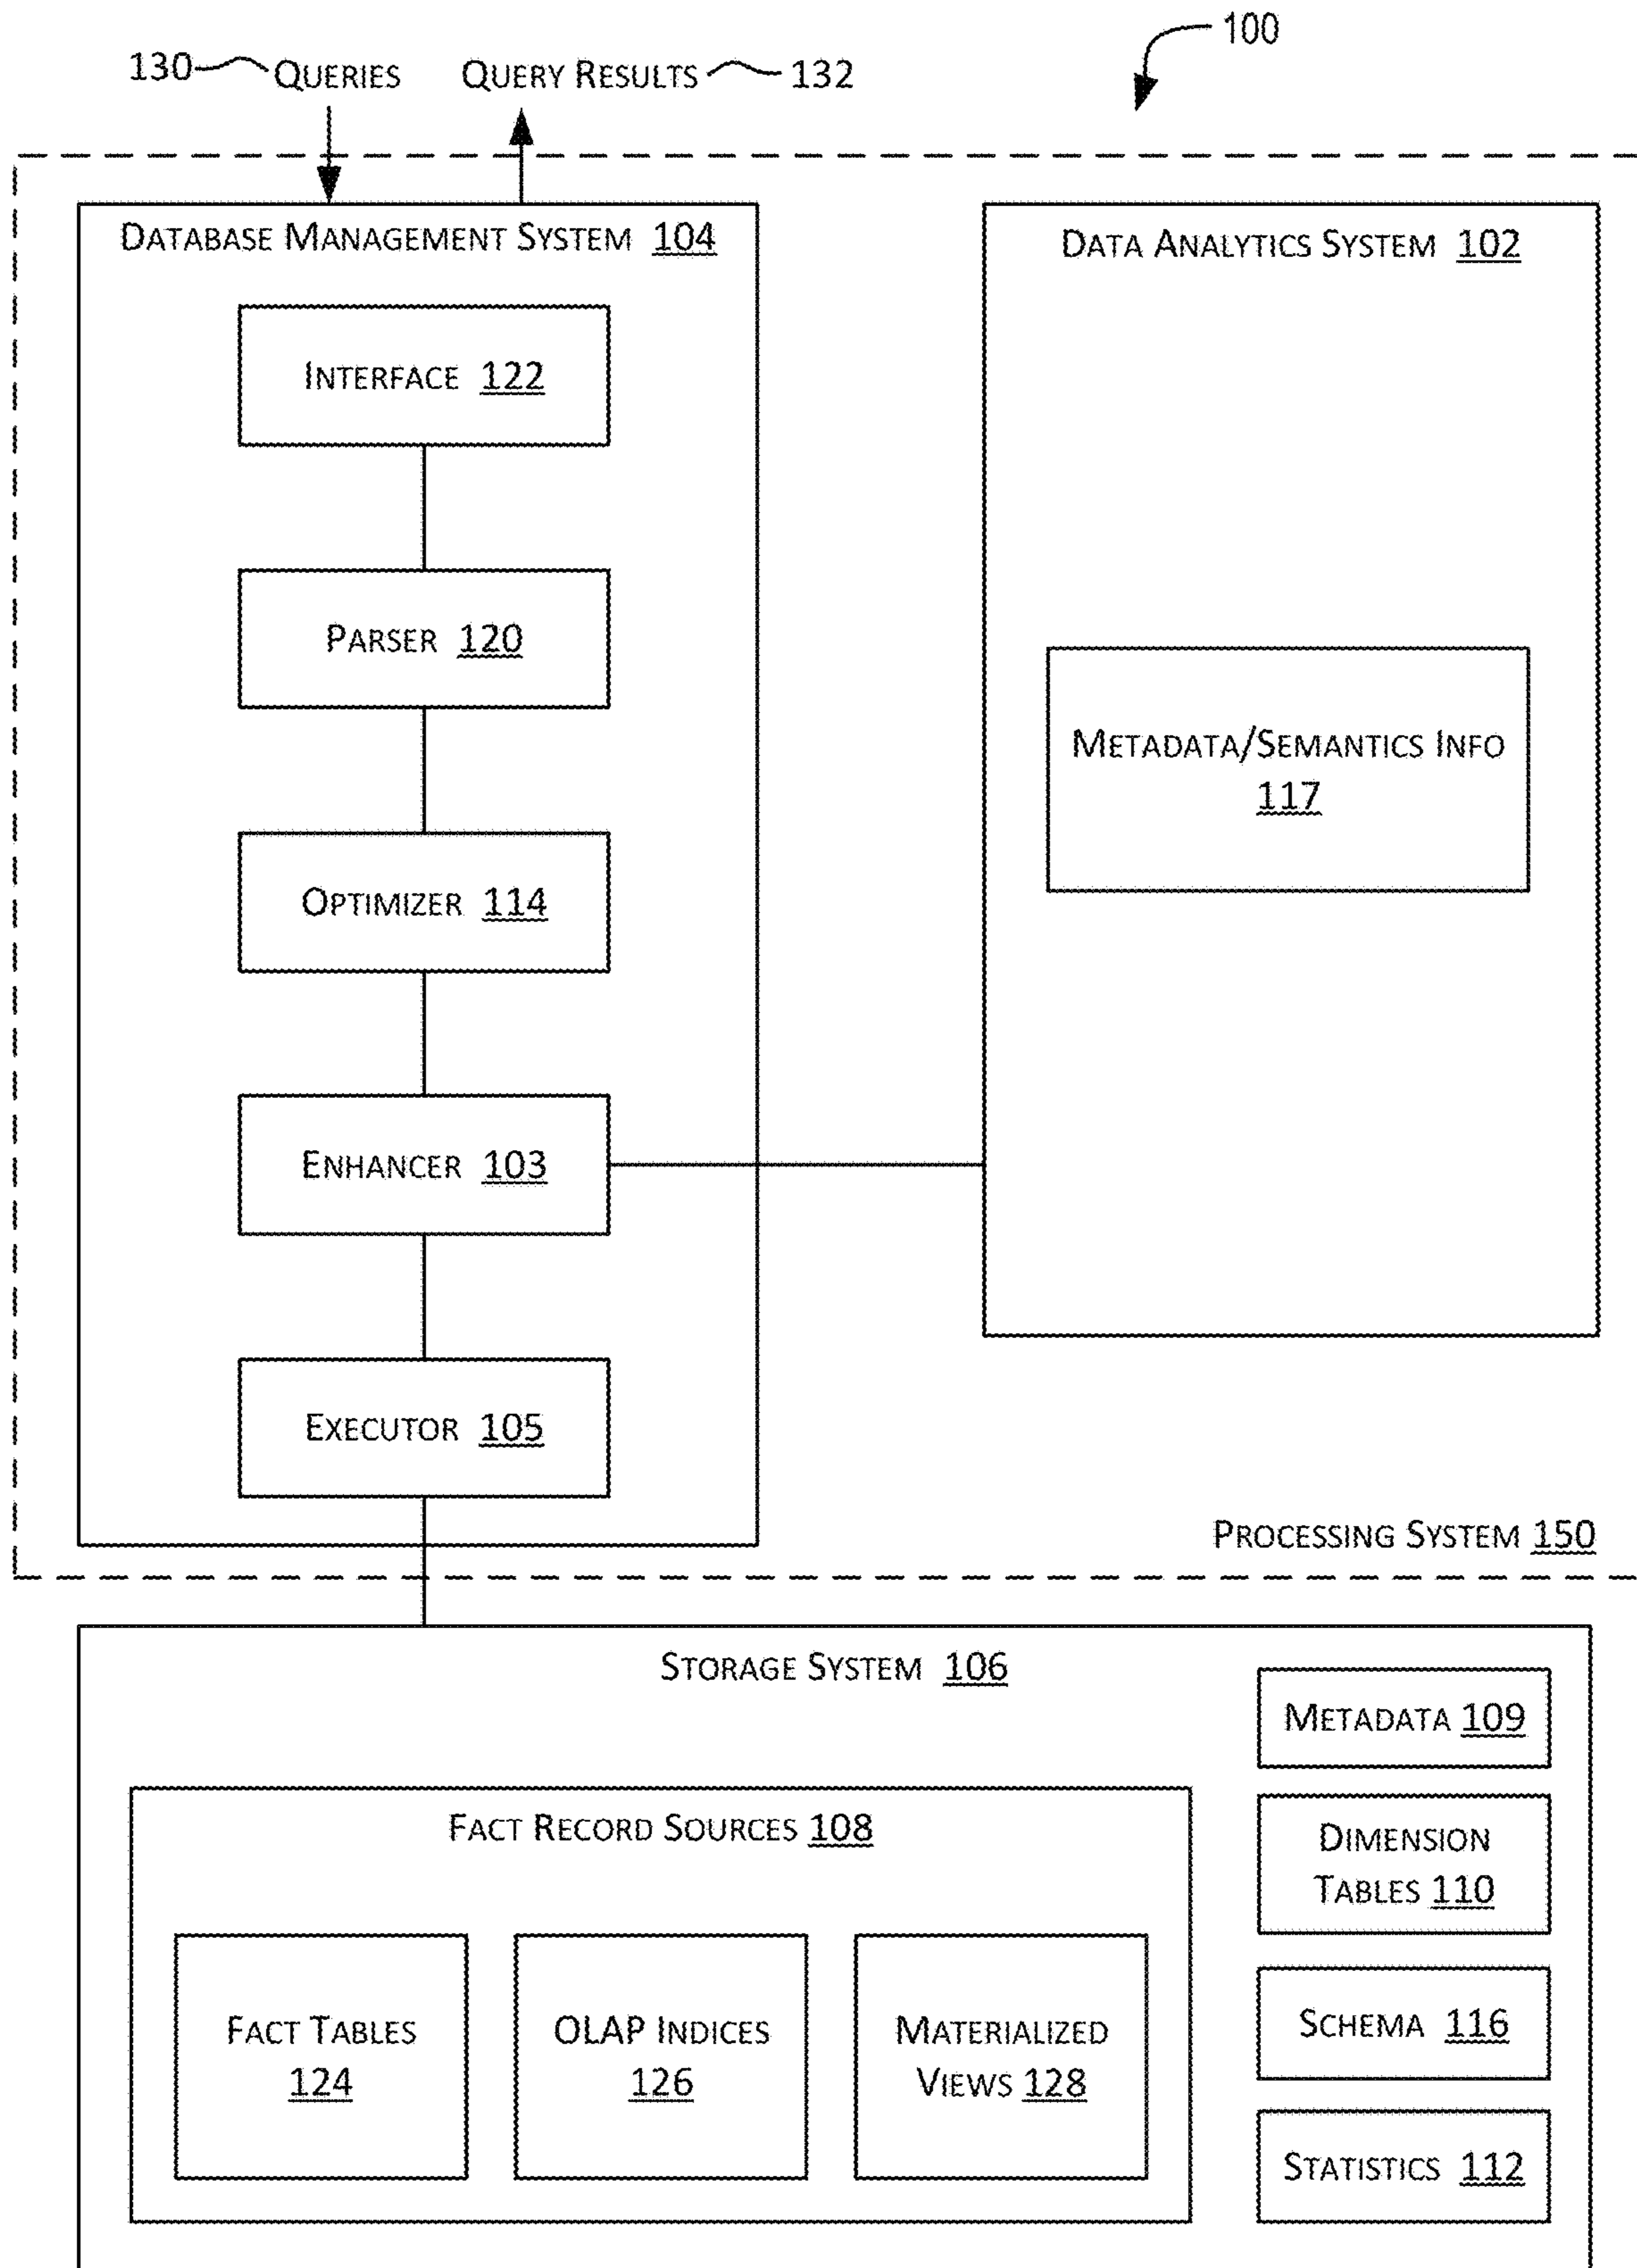 100
130 QUERIES QUERY RESULTS 132
DATABASE MANAGEMENT SYSTEM 104
INTERFACE 122
PARSER 120
OPTIMIZER 114
ENHANCER 103
EXECUTOR 105
DATA ANALYTICS SYSTEM 102
METADATA/SEMANTICS INFO
117
PROCESSING SYSTEM 150
STORAGE SYSTEM 106
FACT RECORD SOURCES 108
FACT TABLES
124
OLAP INDICES
126
MATERIALIZED
VIEWS 128
METADATA 109
DIMENSION
TABLES 110
SCHEMA 116
STATISTICS 112